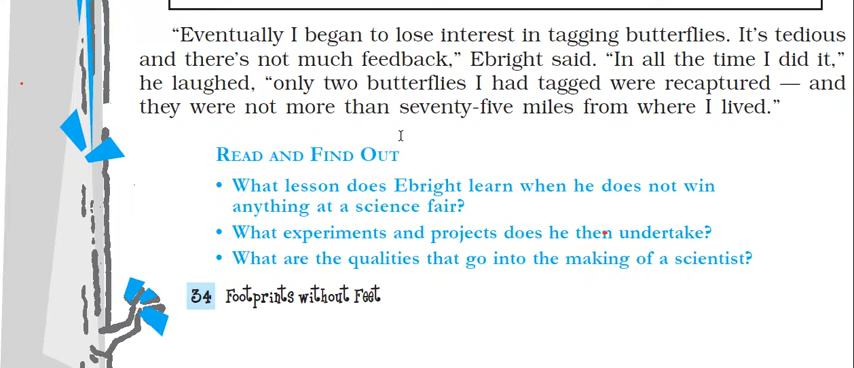 “Eventually I began to lose interest in tagging butterflies. It’s tedious
and there’s not much feedback,” Ebright said. “In all the time I did it,”
he laughed, “only two butterflies I had tagged were recaptured — and
they were not more than seventy-five miles from where I lived.”
READ AND FIND OUT
• What lesson does Ebright learn when he does not win
anything at a science fair?
• What experiments and projects does he then undertake?
• What are the qualities that go into the making of a scientist?
34 Footprints without Feet